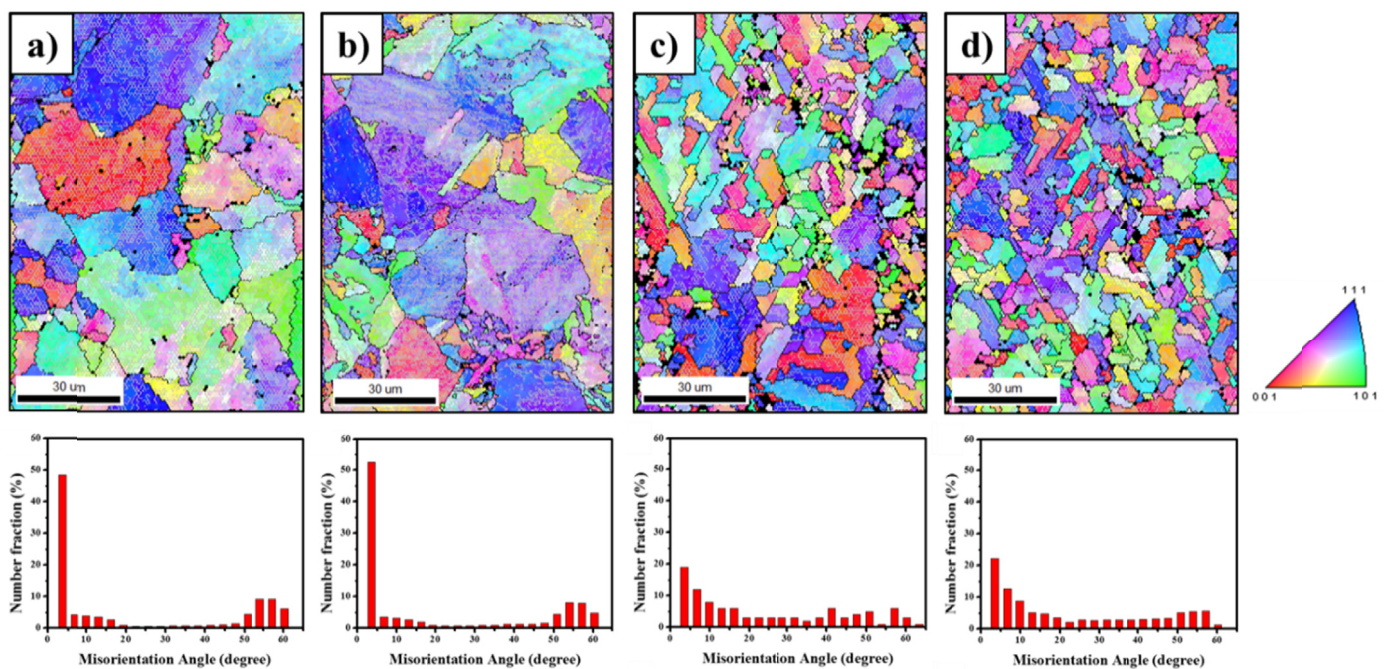 a) b) c) d)
30 um 30 um 30 um 30 um
1 1 1
0 0 1 1 0 1
60 60 60 60
50 50 50 50
40 40 40 40
30 30 30 30
20 20 20 20
10 10 10 10
0 0 0 0
Number fraction (%) Number fraction (%) Number fraction (%) Number fraction (%)
0 10 20 30 40 50 60 0 10 20 30 40 50 60 0 10 20 30 40 50 60 0 10 20 30 40 50 60
Misorientation Angle (degree) Misorientation Angle (degree) Misorientation Angle (degree) Misorientation Angle (degree)